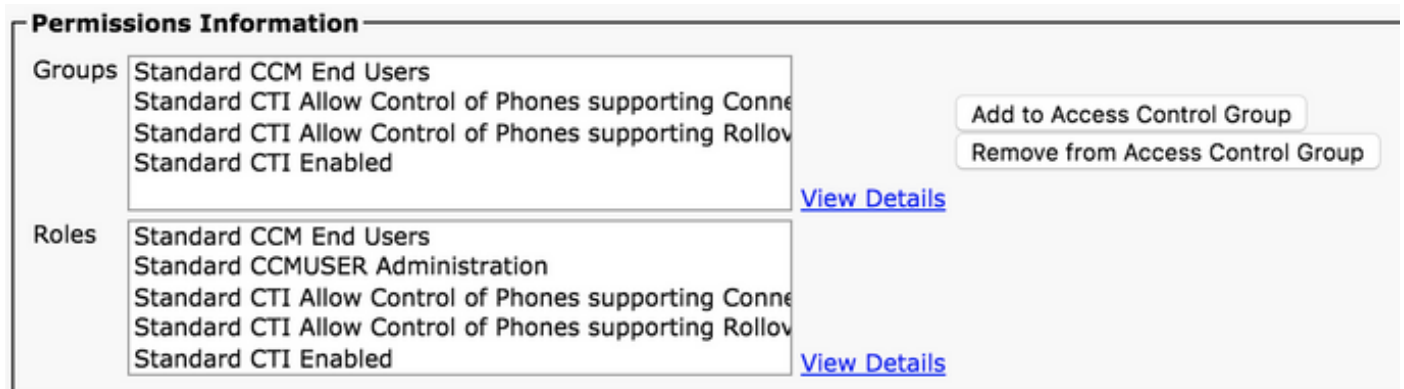 Permissions Information
Groups
Standard CCM End Users
Standard CTI Allow Control of Phones supporting Conne
Standard CTI Allow Control of Phones supporting Rollov
Standard CTI Enabled
Add to Access Control Group
Remove from Access Control Group
View Details
Roles
Standard CCM End Users
Standard CCMUSER Administration
Standard CTI Allow Control of Phones supporting Conne
Standard CTI Allow Control of Phones supporting Rollov
Standard CTI Enabled
View Details